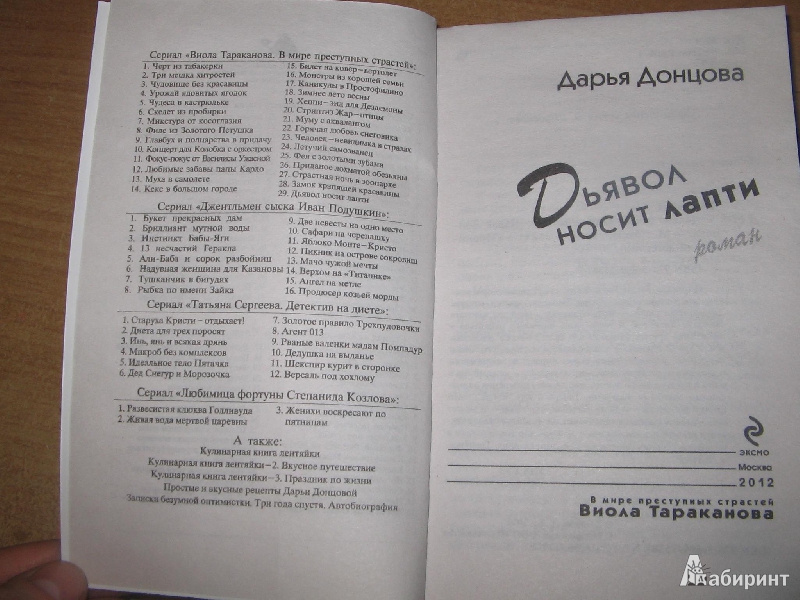 Сериал «Виола Тараканова. В мире преступных страстей»:
1. Черт из табакерки
2. Три мешка хитростей
3. Чудовище без красавицы
4. Урожай ядовитых ягодок
5. Чудеса в кастрюльке
6. Скелет из пробирки
7. Микстура от косоглазия
8. Филе из Золотого Петушка
9. Главбух и полцарства в придачу
10. Концерт для Колобка с оркестром
11. Фокус-покус от Василисы Ужасной
12. Любимые забавы папы Карло
13. Муха в самолете
14. Кекс в большом городе
15. Билет на ковер-вертолет
16. Монстры из хорошей семьи
17. Каникулы в Простофилино
18. Зимнее лето весны
19. Хеппи-энд для Дездемоны
20. Стриптиз Жар-птицы
21. Муму с аквалангом
22. Горячая любовь снеговика
23. Человек-невидимка в стразах
24. Летучий самозванец
25. Фея с золотыми зубами
26. Приданое лохматой обезьяны
27. Страстная ночь в зоопарке
28. Замок храпящей красавицы
29. Дьявол носит лапти
Сериал «Джентльмен сыска Иван Подушкин»:
1. Букет прекрасных дам
2. Бриллиант мутной воды
3. Инстинкт Бабы-Яги
4. 13 несчастий Геракла
5. Али-Баба и сорок разбойниц
6. Надувная женщина для Казановы
7. Тушканчик в бигудях
8. Рыбка по имени Зайка
9. Две невесты на одно место
10. Сафари на черепашку
11. Яблоко Монте-Кристо
12. Пикник на острове сокровищ
13. Мачо чужой мечты
14. Верхом на «Титанике»
15. Ангел на метле
16. Продюсер козьей морды
Сериал «Татьяна Сергеева. Детектив на диете»:
1. Старуха Кристи – отдыхает!
2. Диета для трех поросят
3. Инь, янь и всякая дрянь
4. Микроб без комплексов
5. Идеальное тело Пятачка
6. Дед Снегур и Морозочка
7. Золотое правило Трехпудовочки
8. Агент 013
9. Рваные валенки мадам Помпадур
10. Дедушка на выданье
11. Шекспир курит в сторонке
12. Версаль под хохлому
Сериал «Любимица фортуны Степанида Козлова»:
1. Развесистая клюква Голливуда
2. Живая вода мертвой царевны
3. Женихи воскресают по
пятницам
А также:
Кулинарная книга лентяйки
Кулинарная книга лентяйки–2. Вкусное путешествие
Кулинарная книга лентяйки–3. Праздник по жизни
Простые и вкусные рецепты Дарьи Донцовой
Записки безумной оптимистки. Три года спустя. Автобиография
Дарья Донцова
Дьявол
носит лапти
роман
эксмо
Москва
2012
В мире преступных страстей
Виола Тараканова
Лабиринт